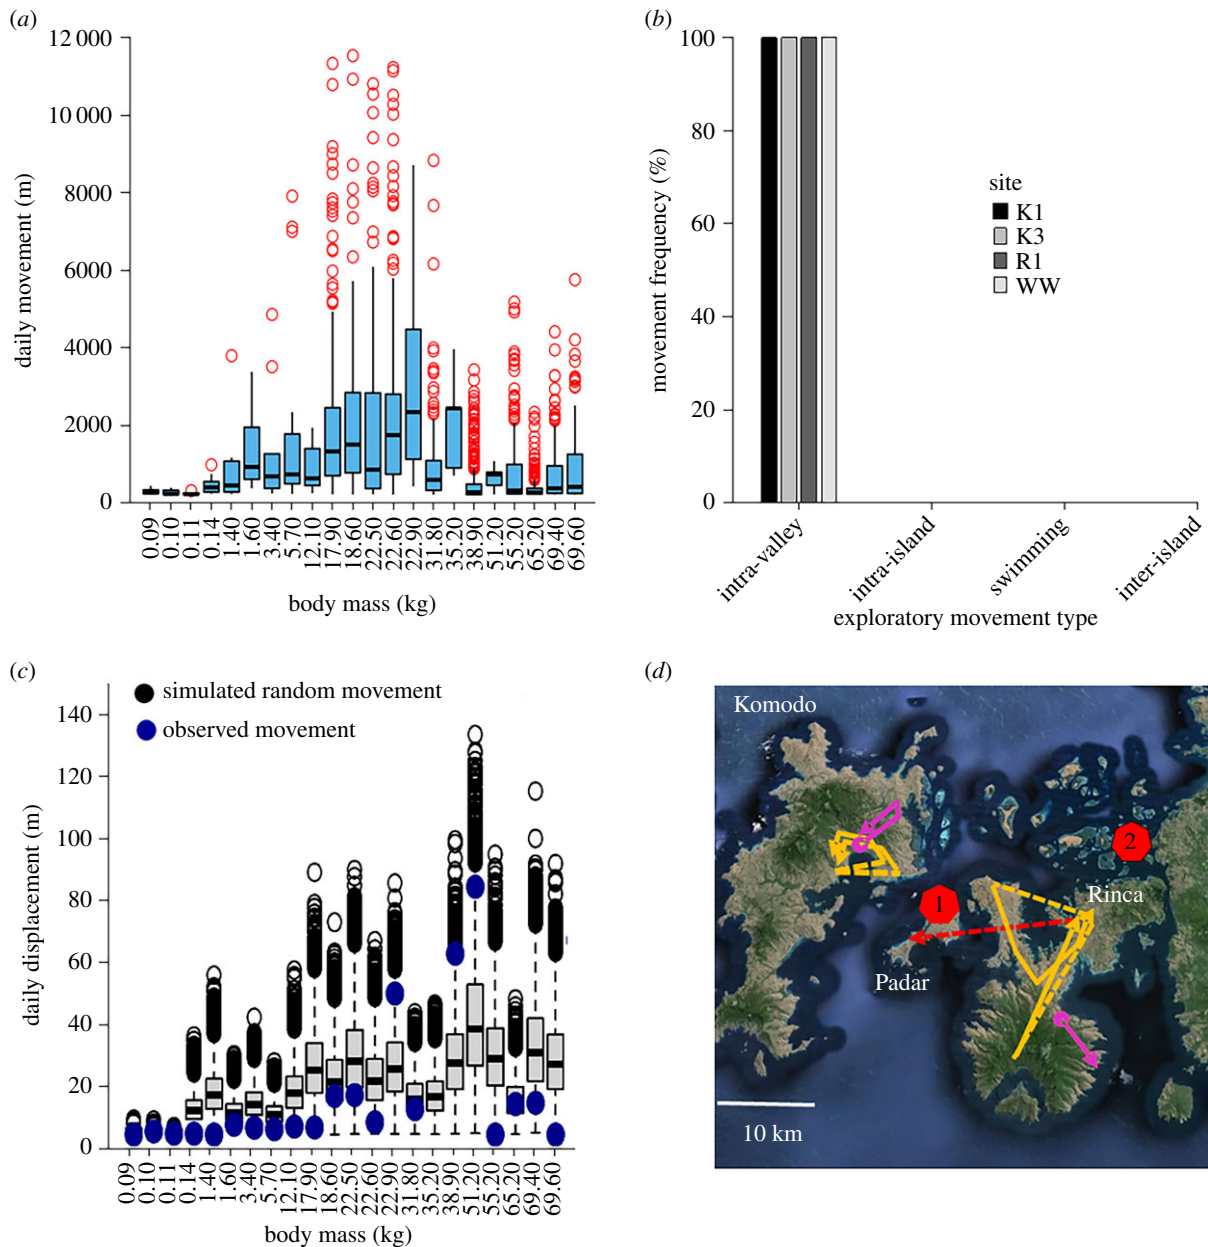 (a)
12 000
10 000
8000
6000
4000
2000
0
daily movement (m)
0.09
0.10
0.11
0.14
1.40
1.60
3.40
5.70
12.10
17.90
18.60
22.50
22.60
22.90
31.80
35.20
38.90
51.20
55.20
65.20
69.40
69.60
body mass (kg)
(b)
100
80
60
40
20
0
movement frequency (%)
site
K1
K3
R1
WW
intra-valley
intra-island
swimming
inter-island
exploratory movement type
(c)
simulated random movement
observed movement
140
120
100
80
60
40
20
0
daily displacement (m)
0.09
0.10
0.11
0.14
1.40
1.60
3.40
5.70
12.10
17.90
18.60
22.50
22.60
22.90
31.80
35.20
38.90
51.20
55.20
65.20
69.40
69.60
body mass (kg)
(d)
Komodo
2
Rinca
1
Padar
10 km